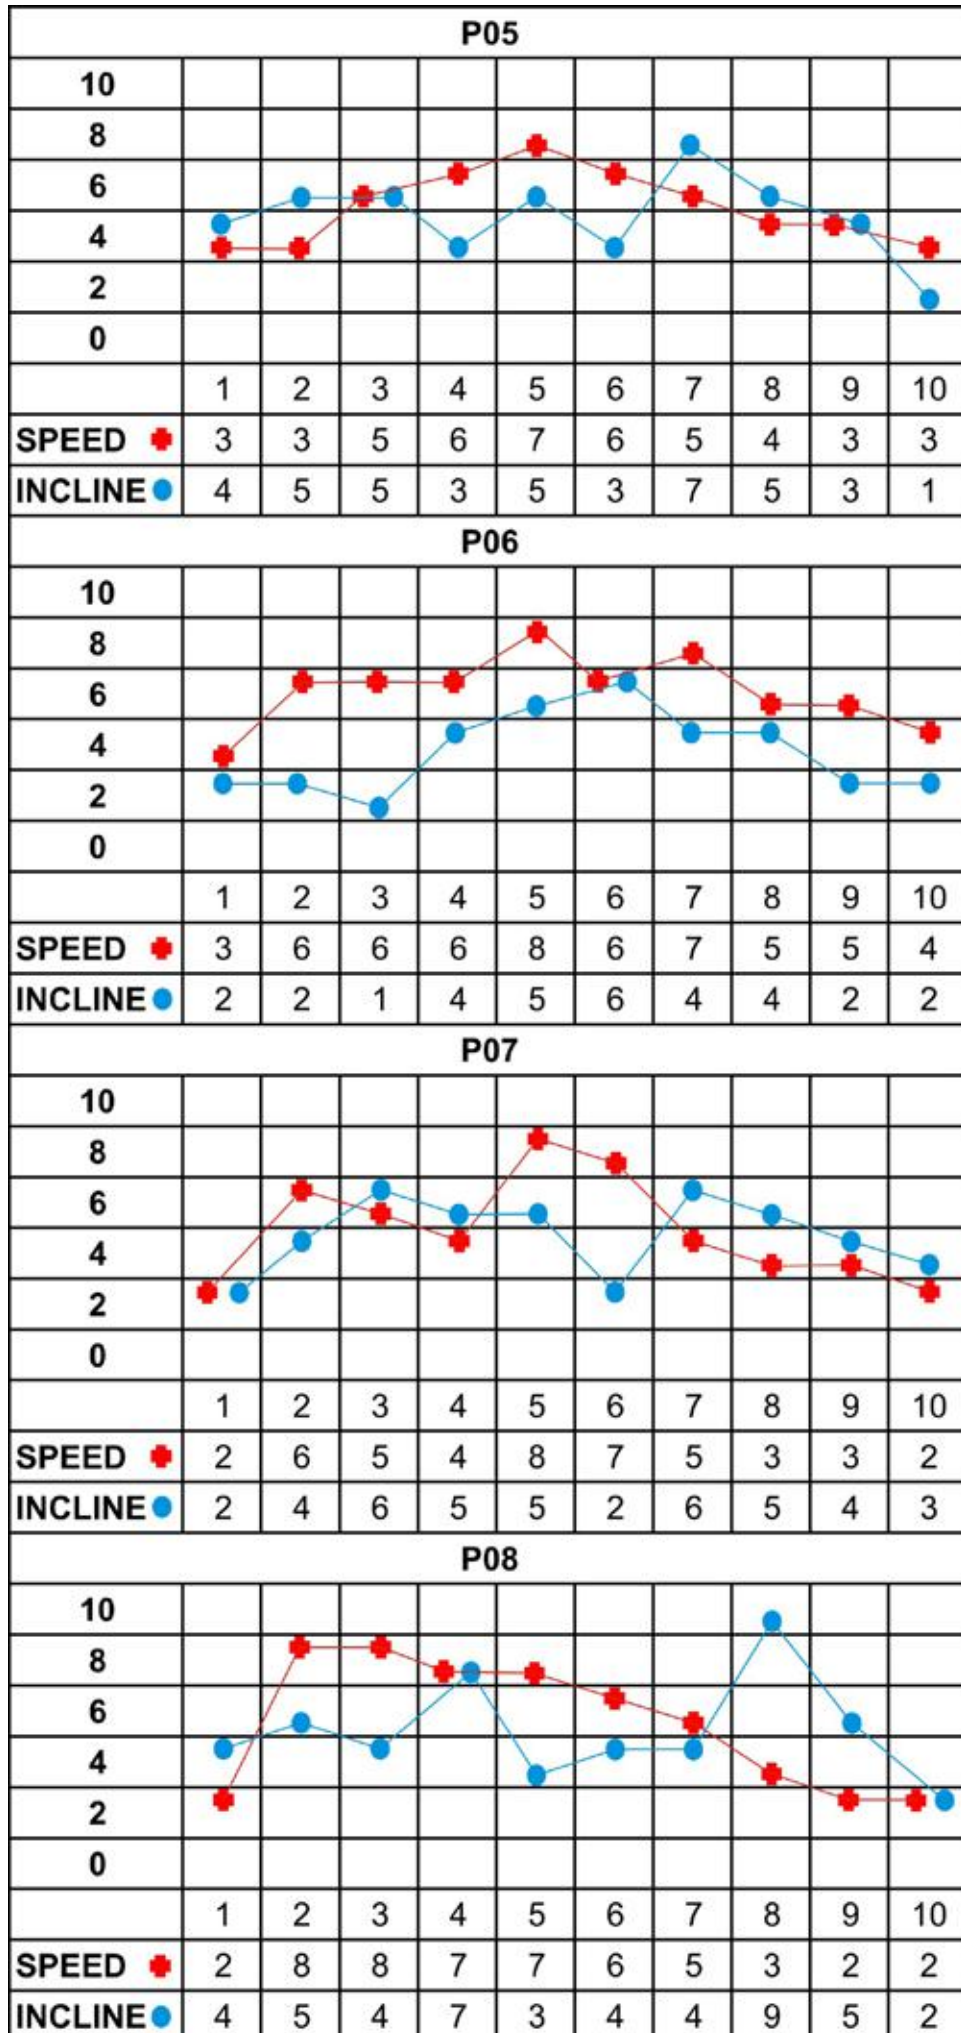 P05
10
8
6
4
2
0
1 2 3 4 5 6 7 8 9 10
SPEED 3 3 5 6 7 6 5 4 3 3
INCLINE 4 5 5 3 5 3 7 5 3 1
P06
10
8
6
4
2
0
1 2 3 4 5 6 7 8 9 10
SPEED 3 6 6 6 8 6 7 5 5 4
INCLINE 2 2 1 4 5 6 4 4 2 2
P07
10
8
6
4
2
0
1 2 3 4 5 6 7 8 9 10
SPEED 2 6 5 4 8 7 5 3 3 2
INCLINE 2 4 6 5 5 2 6 5 4 3
P08
10
8
6
4
2
0
1 2 3 4 5 6 7 8 9 10
SPEED 2 8 8 7 7 6 5 3 2 2
INCLINE 4 5 4 7 3 4 4 9 5 2